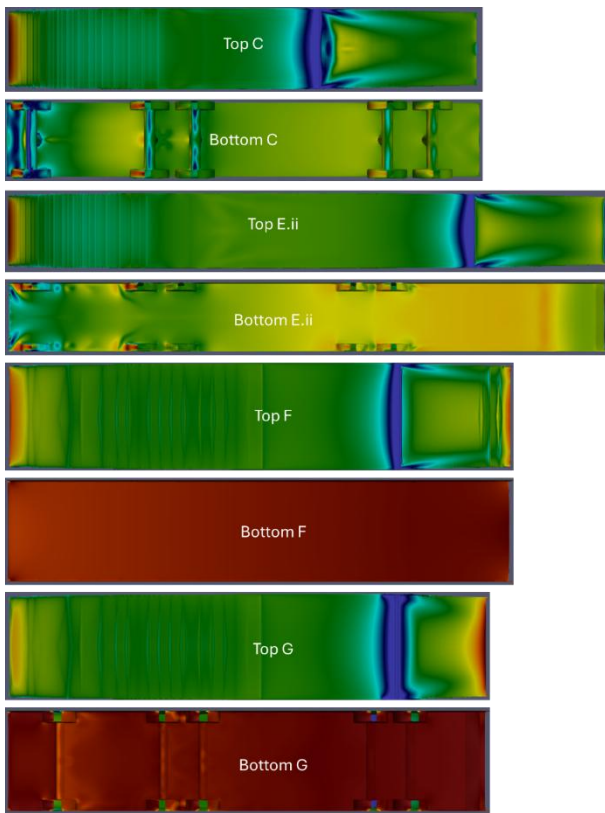 Top C
Bottom C
Top E.ii
Bottom E.ii
Top F
Bottom F
Top G
Bottom G